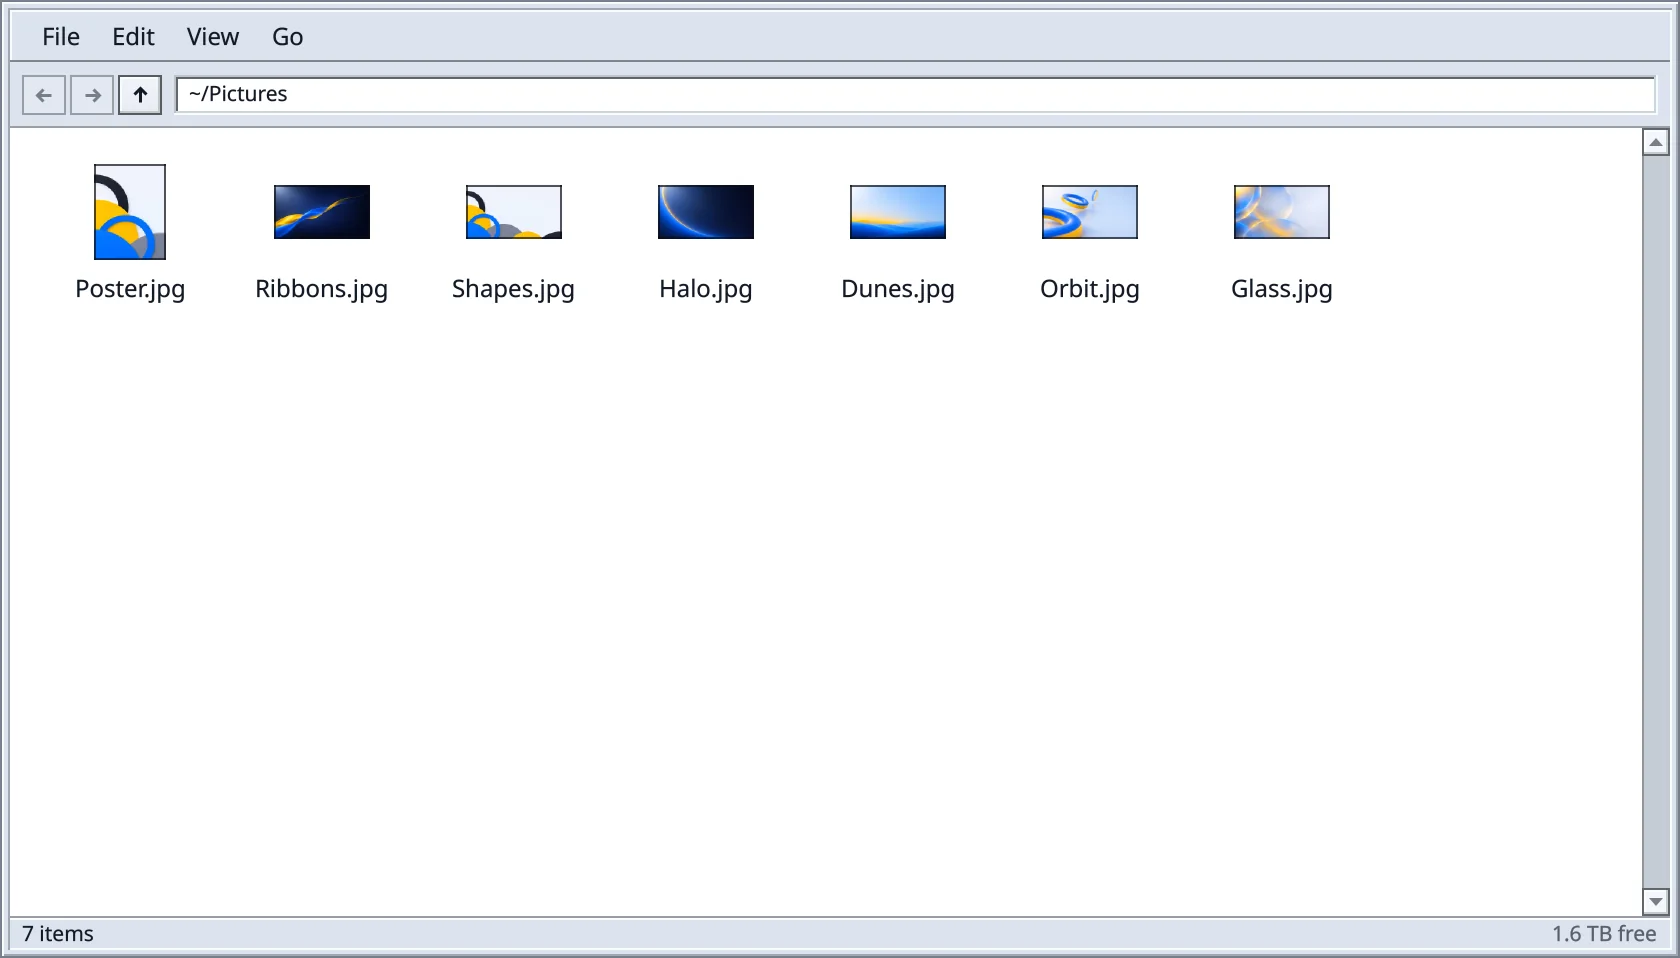 File Edit View Go
~/Pictures
Poster.jpg Ribbons.jpg Shapes.jpg Halo.jpg Dunes.jpg Orbit.jpg Glass.jpg
7 items 1.6 TB free